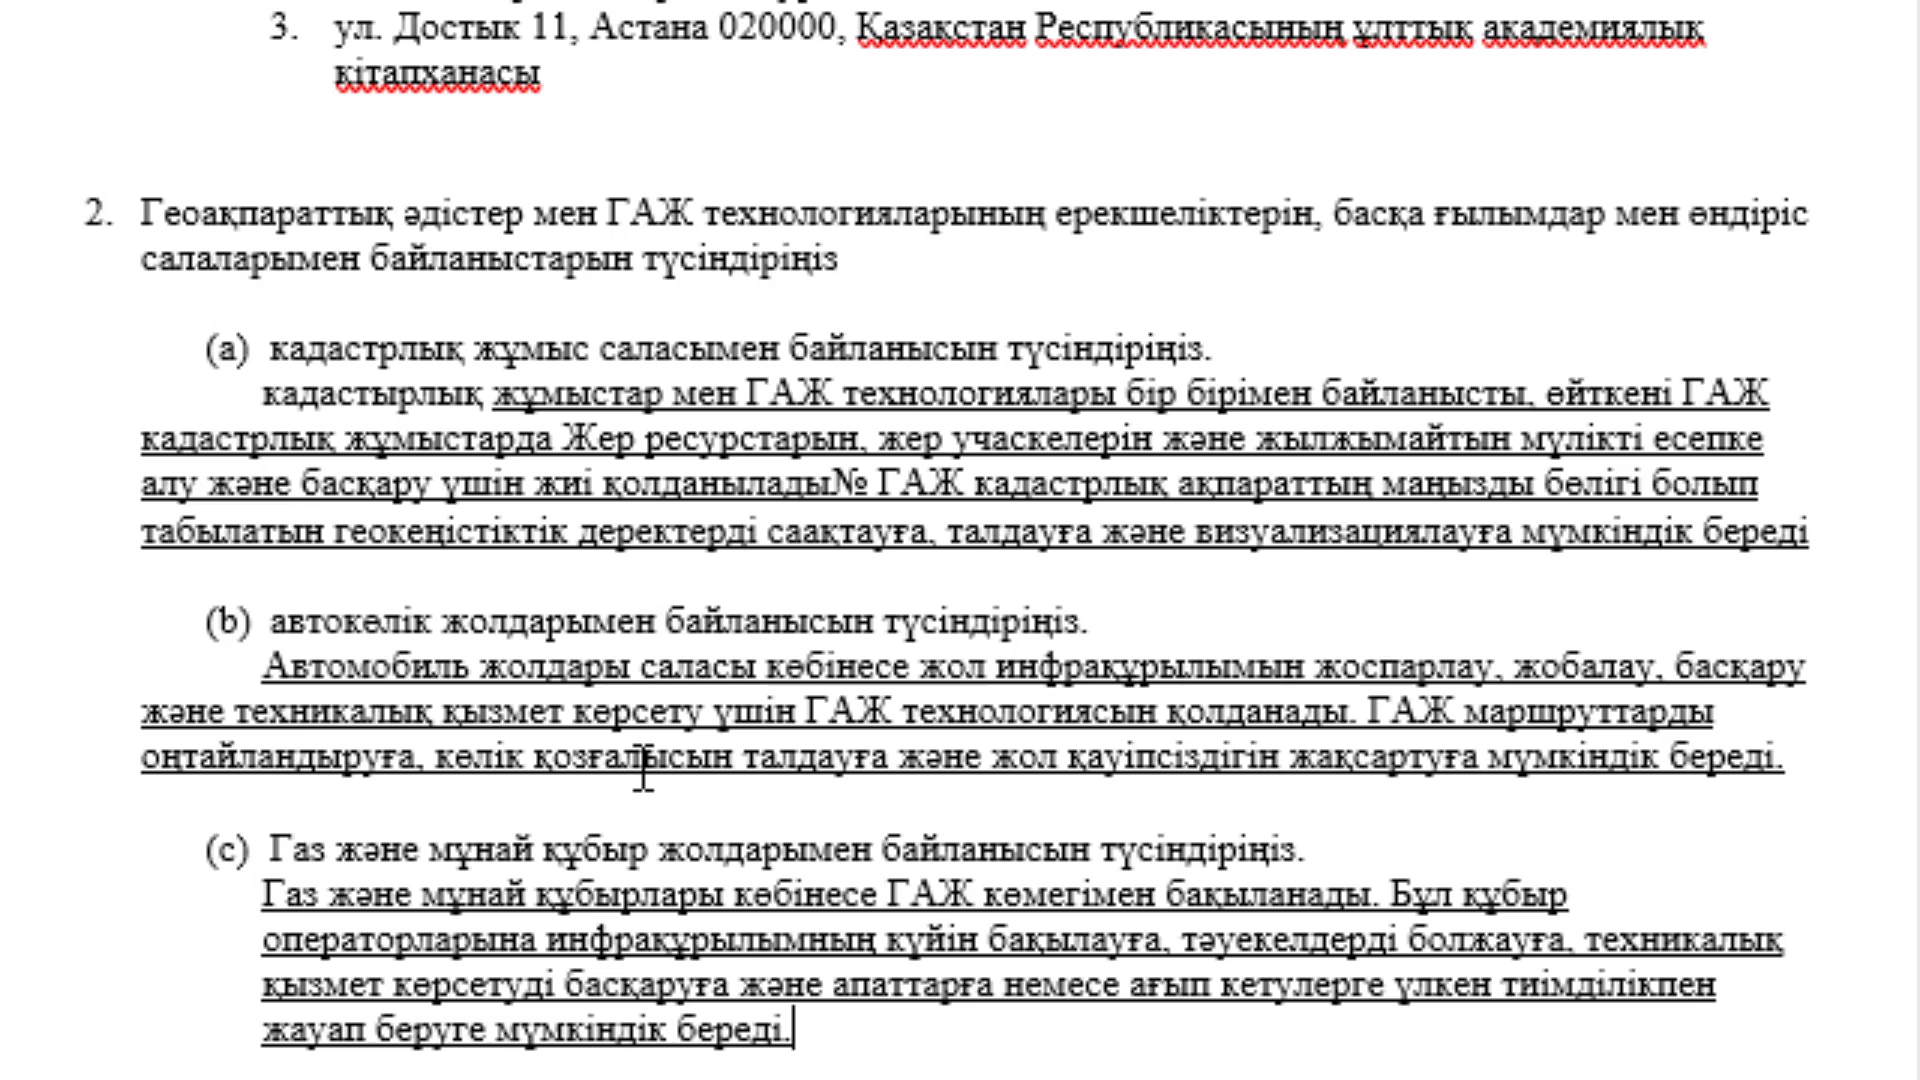 3. ул. Достык 11, Астана 020000, Қазақстан Республикасының ұлттық академиялық
кітапханасы
2. Геоақпараттық әдістер мен ГАЖ технологияларының ерекшеліктерін, басқа ғылымдар мен өндіріс
салаларымен байланыстарын түсіндіріңіз
(a) кадастрлық жұмыс саласымен байланысын түсіндіріңіз.
кадастырлық жұмыстар мен ГАЖ технологиялары бір бірімен байланысты, өйткені ГАЖ
кадастрлық жұмыстарда Жер ресурстарын, жер учаскелерін және жылжымайтын мүлікті есепке
алу және басқару үшін жиі қолданылады№ ГАЖ кадастрлық ақпараттың маңызды бөлігі болып
табылатын геокеңістіктік деректерді саақтауға, талдауға және визуализациялауға мүмкіндік береді
(b) автокөлік жолдарымен байланысын түсіндіріңіз.
Автомобиль жолдары саласы көбінесе жол инфрақұрылымын жоспарлау, жобалау, басқару
және техникалық қызмет көрсету үшін ГАЖ технологиясын қолданады. ГАЖ маршруттарды
оңтайландыруға, көлік қозғалысын талдауға және жол қауіпсіздігін жақсартуға мүмкіндік береді.
(c) Газ және мұнай құбыр жолдарымен байланысын түсіндіріңіз.
Газ және мұнай құбырлары көбінесе ГАЖ көмегімен бақыланады. Бұл құбыр
операторларына инфрақұрылымның күйін бақылауға, тәуекелдерді болжауға, техникалық
қызмет көрсетуді басқаруға және апаттарға немесе ағып кетулерге үлкен тиімділікпен
жауап беруге мүмкіндік береді.